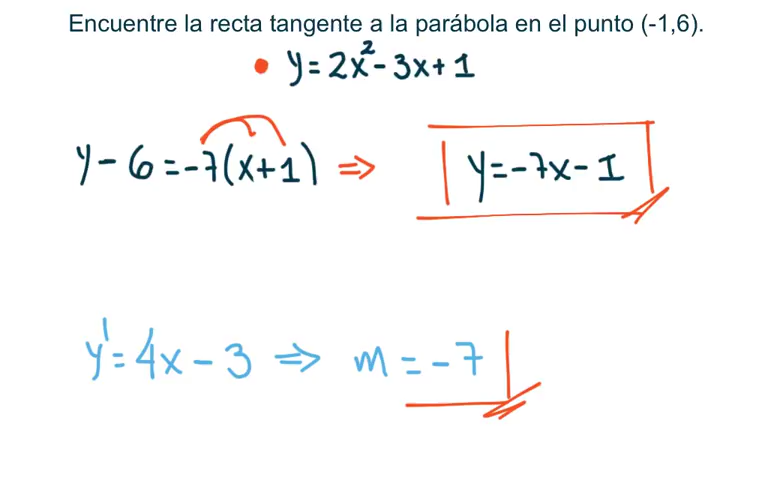 Encuentre la recta tangente a la parábola en el punto (-1,6).
• y=2x²-3x+1
y-6=-7(x+1) ⇒ y=-7x-1
y'=4x-3 ⇒ m=-7